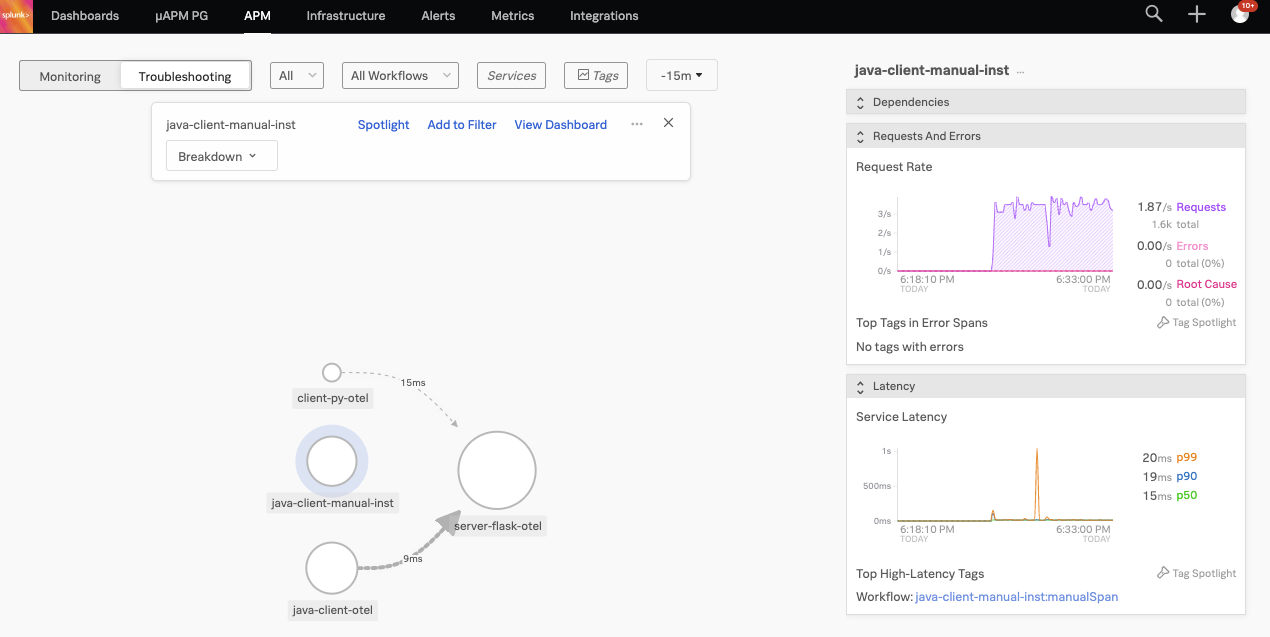 splunk> Dashboards µAPM PG APM Infrastructure Alerts Metrics Integrations 10+
Monitoring Troubleshooting All All Workflows Services Tags -15m
java-client-manual-inst Spotlight Add to Filter View Dashboard ...
Breakdown
15ms
client-py-otel
java-client-manual-inst
server-flask-otel
9ms
java-client-otel
java-client-manual-inst ...
Dependencies
Requests And Errors
Request Rate
3/s
2/s
1/s
0/s
6:18:10 PM 6:33:00 PM
TODAY TODAY
1.87/s Requests
1.6k total
0.00/s Errors
0 total (0%)
0.00/s Root Cause
0 total (0%)
Top Tags in Error Spans Tag Spotlight
No tags with errors
Latency
Service Latency
1s
500ms
0ms
6:18:10 PM 6:33:00 PM
TODAY TODAY
20ms p99
19ms p90
15ms p50
Top High-Latency Tags Tag Spotlight
Workflow: java-client-manual-inst:manualSpan